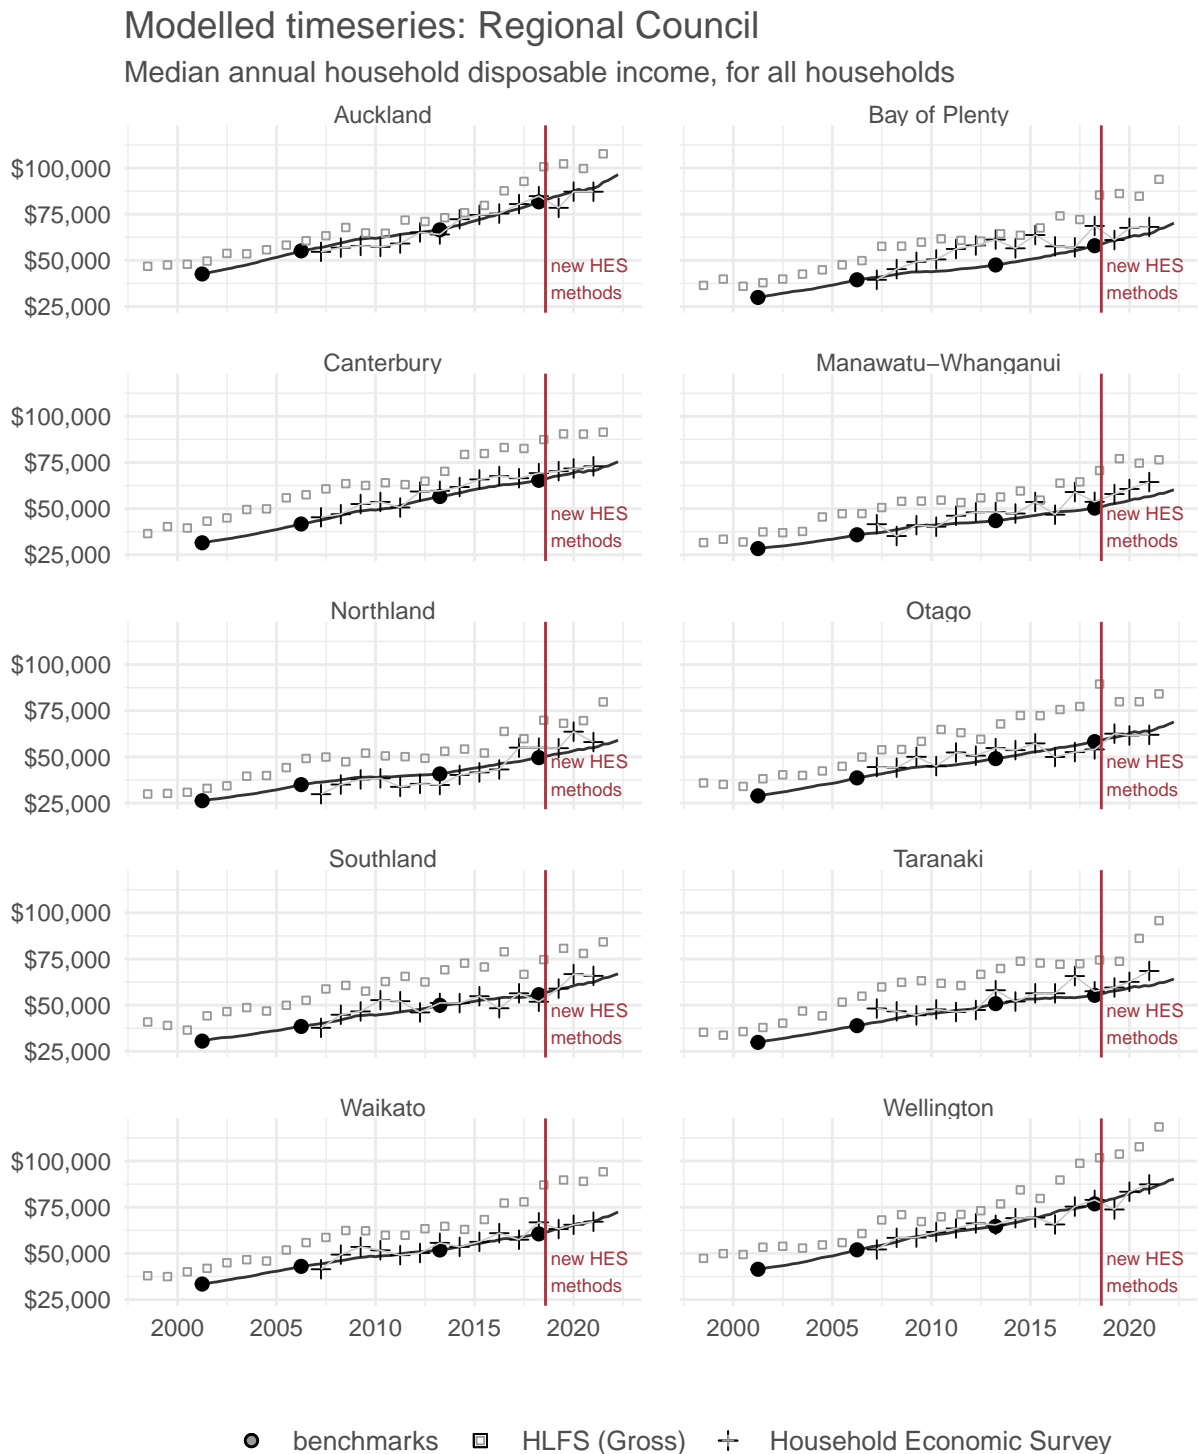 Modelled timeseries: Regional Council
Median annual household disposable income, for all households
Auckland
Bay of Plenty
$100,000
$75,000
$50,000
$25,000
new HES
methods
new HES
methods
Canterbury
Manawatu−Whanganui
$100,000
$75,000
$50,000
$25,000
new HES
methods
new HES
methods
Northland
Otago
$100,000
$75,000
$50,000
$25,000
new HES
methods
new HES
methods
Southland
Taranaki
$100,000
$75,000
$50,000
$25,000
new HES
methods
new HES
methods
Waikato
Wellington
$100,000
$75,000
$50,000
$25,000
new HES
methods
new HES
methods
2000 2005 2010 2015 2020
2000 2005 2010 2015 2020
benchmarks HLFS (Gross) Household Economic Survey